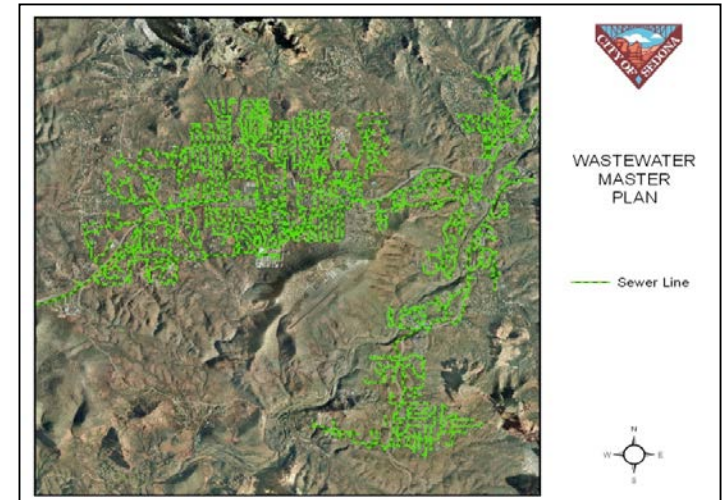 CITY OF SEDONA
WASTEWATER
MASTER
PLAN
Sewer Line
N
W E
S